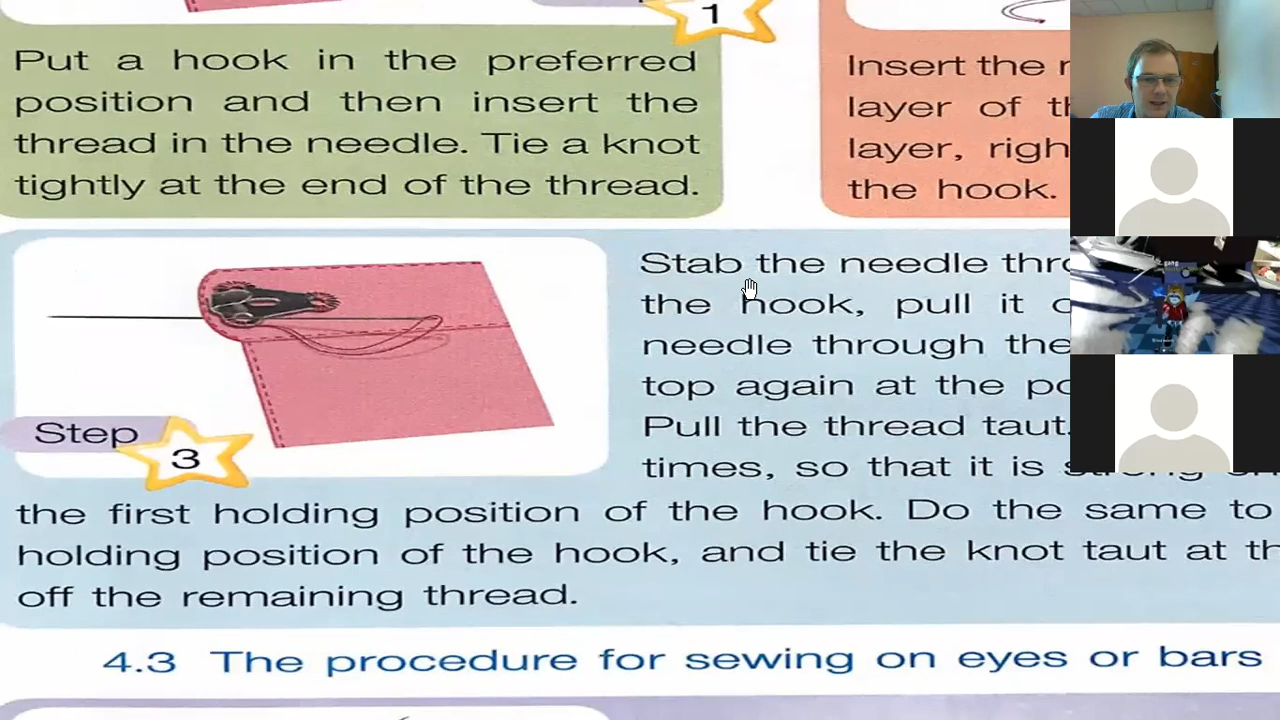 1
Put a hook in the preferred
position and then insert the
thread in the needle. Tie a knot
tightly at the end of the thread.
Insert the
layer of
layer, righ
the hook.
Stab the needle thr
the hook, pull it
needle through the
top again at the po
Pull the thread taut.
times, so that it is strong
Step
3
the first holding position of the hook. Do the same to
holding position of the hook, and tie the knot taut at th
off the remaining thread.
4.3 The procedure for sewing on eyes or bars
gang